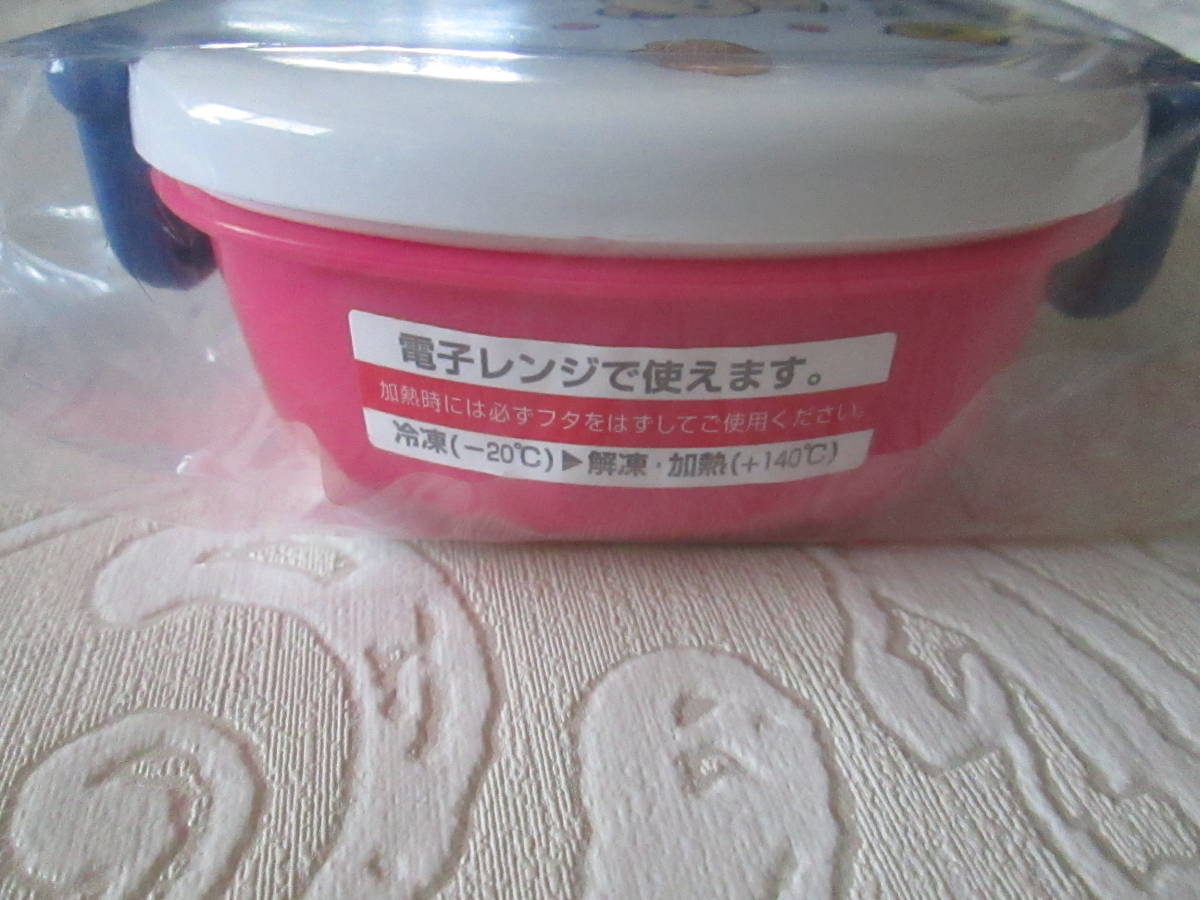 電子レンジで使えます。
加熱時には必ずフタをはずしてご使用ください。
冷凍(−20℃)▶解凍・加熱(+140℃)